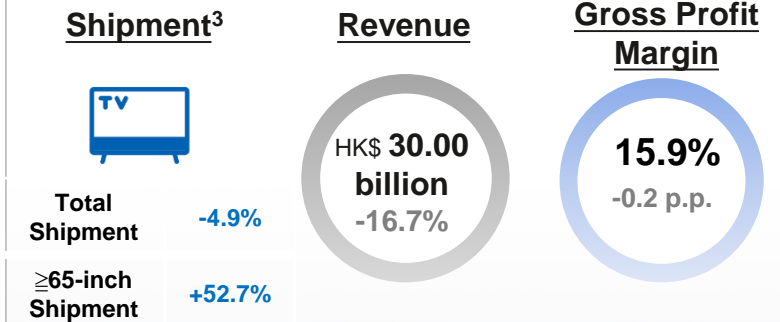 Shipment³
Revenue
Gross Profit
Margin
TV
HK$ 30.00
billion
-16.7%
15.9%
-0.2 p.p.
Total
Shipment
-4.9%
≧65-inch
Shipment
+52.7%